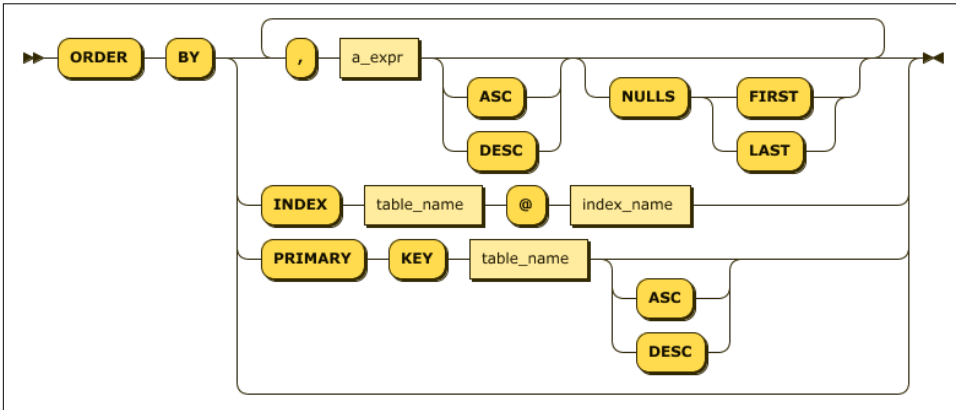 ORDER BY , a_expr
ASC NULLS FIRST
DESC LAST
INDEX table_name @ index_name
PRIMARY KEY table_name
ASC
DESC